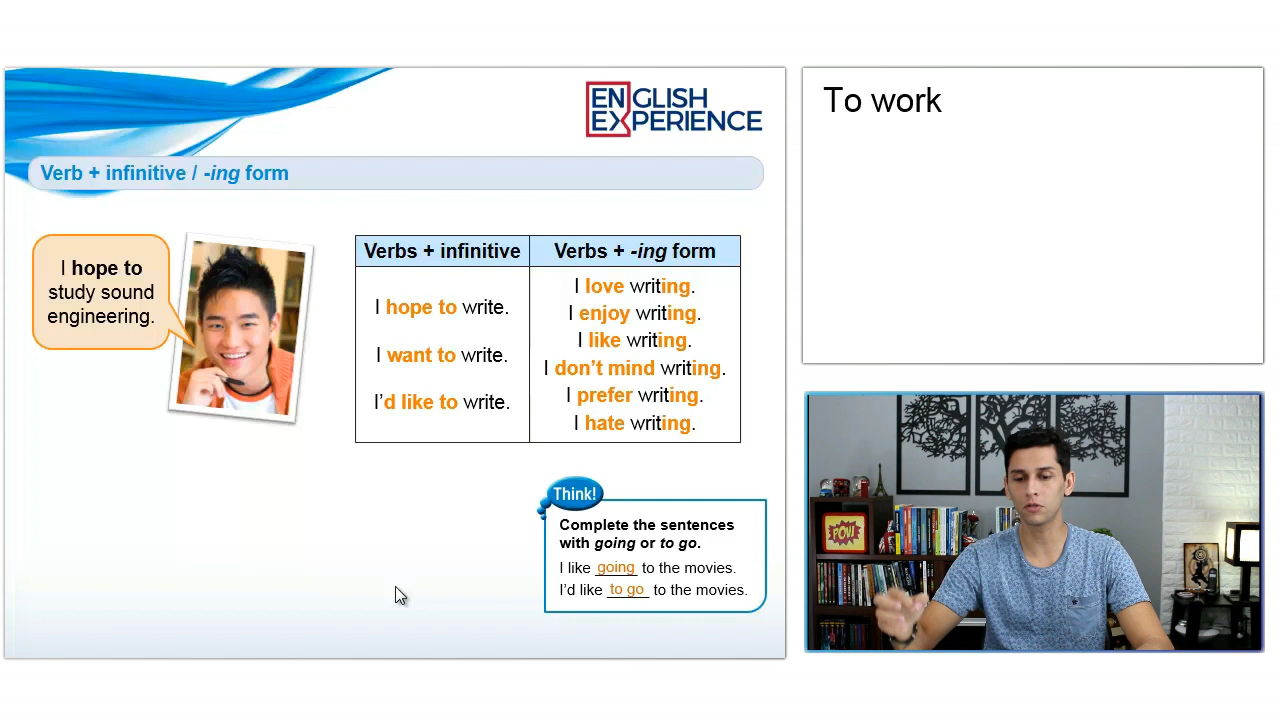 ENGLISH
EXPERIENCE
To work
Verb + infinitive / -ing form
I hope to
study sound
engineering.
Verbs + infinitive
I hope to write.
I want to write.
I'd like to write.
Verbs + -ing form
I love writing.
I enjoy writing.
I like writing.
I don't mind writing.
I prefer writing.
I hate writing.
Think!
Complete the sentences
with going or to go.
I like going to the movies.
I'd like to go to the movies.
POW!